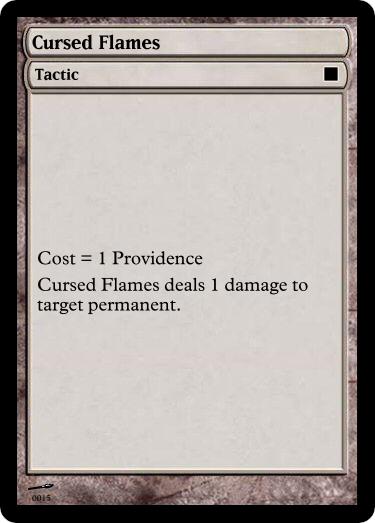 Cursed Flames
Tactic
Cost = 1 Providence
Cursed Flames deals 1 damage to
target permanent.
0015